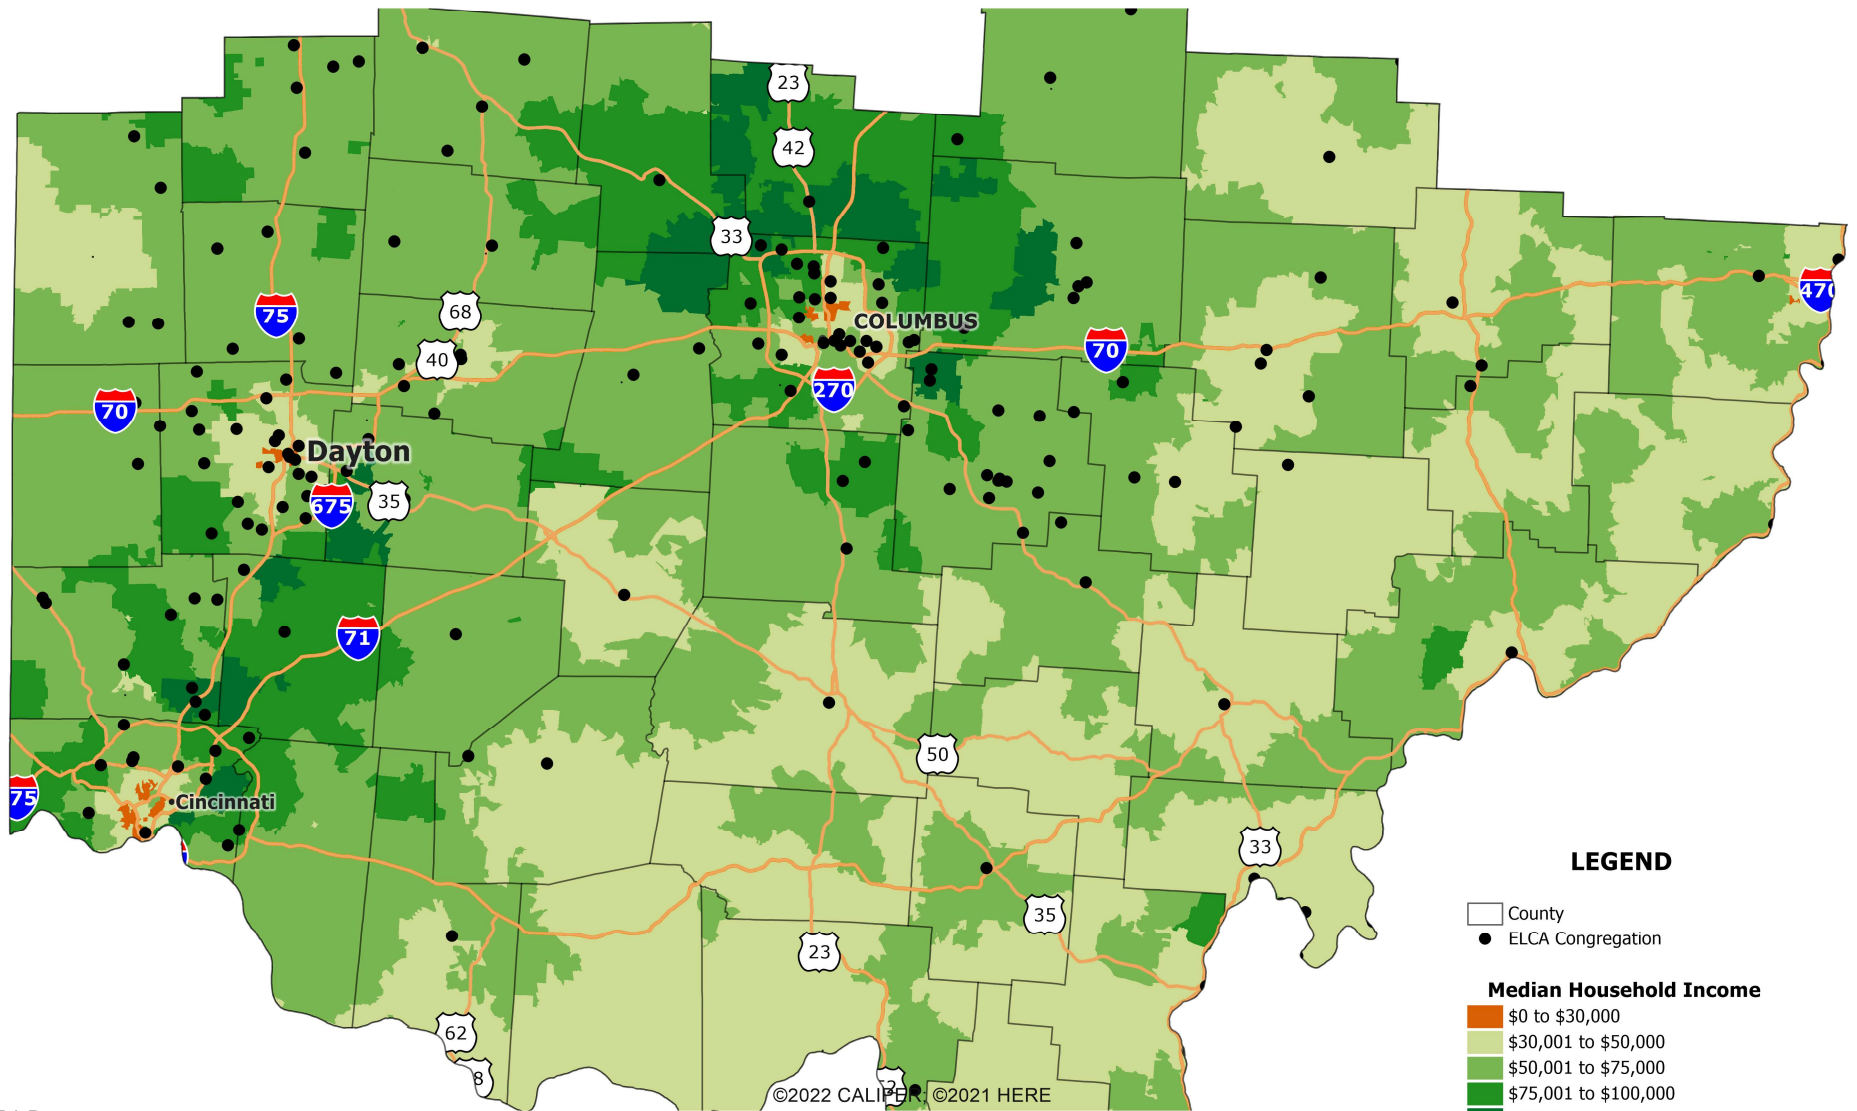 23
42
33
75
68
COLUMBUS
470
40
70
70
270
Dayton
675
35
71
50
75
Cincinnati
33
LEGEND
County
ELCA Congregation
35
23
Median Household Income
$0 to $30,000
62
$30,001 to $50,000
$50,001 to $75,000
8
$75,001 to $100,000
©2022 CALIPER; ©2021 HERE